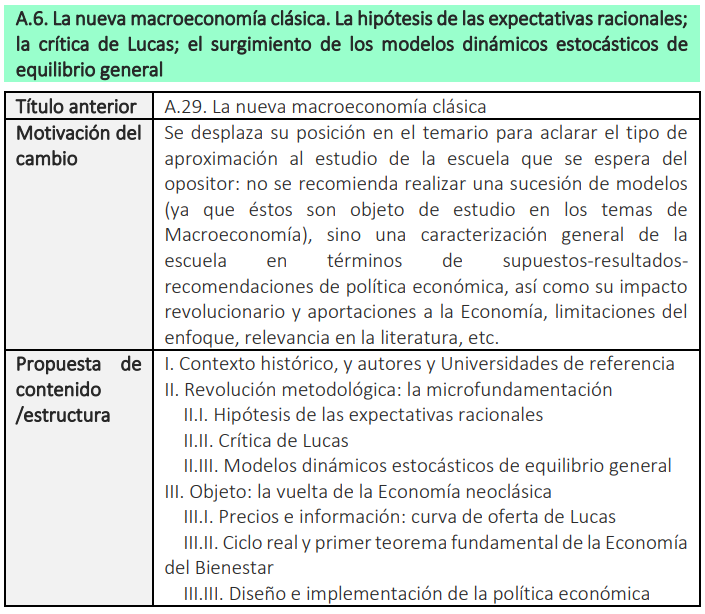 A.6. La nueva macroeconomía clásica. La hipótesis de las expectativas racionales;
la crítica de Lucas; el surgimiento de los modelos dinámicos estocásticos de
equilibrio general
Título anterior
A.29. La nueva macroeconomía clásica
Motivación del
cambio
Se desplaza su posición en el temario para aclarar el tipo de
aproximación al estudio de la escuela que se espera del
opositor: no se recomienda realizar una sucesión de modelos
(ya que éstos son objeto de estudio en los temas de
Macroeconomía), sino una caracterización general de la
escuela en términos de supuestos-resultados-
recomendaciones de política económica, así como su impacto
revolucionario y aportaciones a la Economía, limitaciones del
enfoque, relevancia en la literatura, etc.
Propuesta de
contenido
/estructura
I. Contexto histórico, y autores y Universidades de referencia
II. Revolución metodológica: la microfundamentación
II.I. Hipótesis de las expectativas racionales
II.II. Crítica de Lucas
II.III. Modelos dinámicos estocásticos de equilibrio general
III. Objeto: la vuelta de la Economía neoclásica
III.I. Precios e información: curva de oferta de Lucas
III.II. Ciclo real y primer teorema fundamental de la Economía
del Bienestar
III.III. Diseño e implementación de la política económica